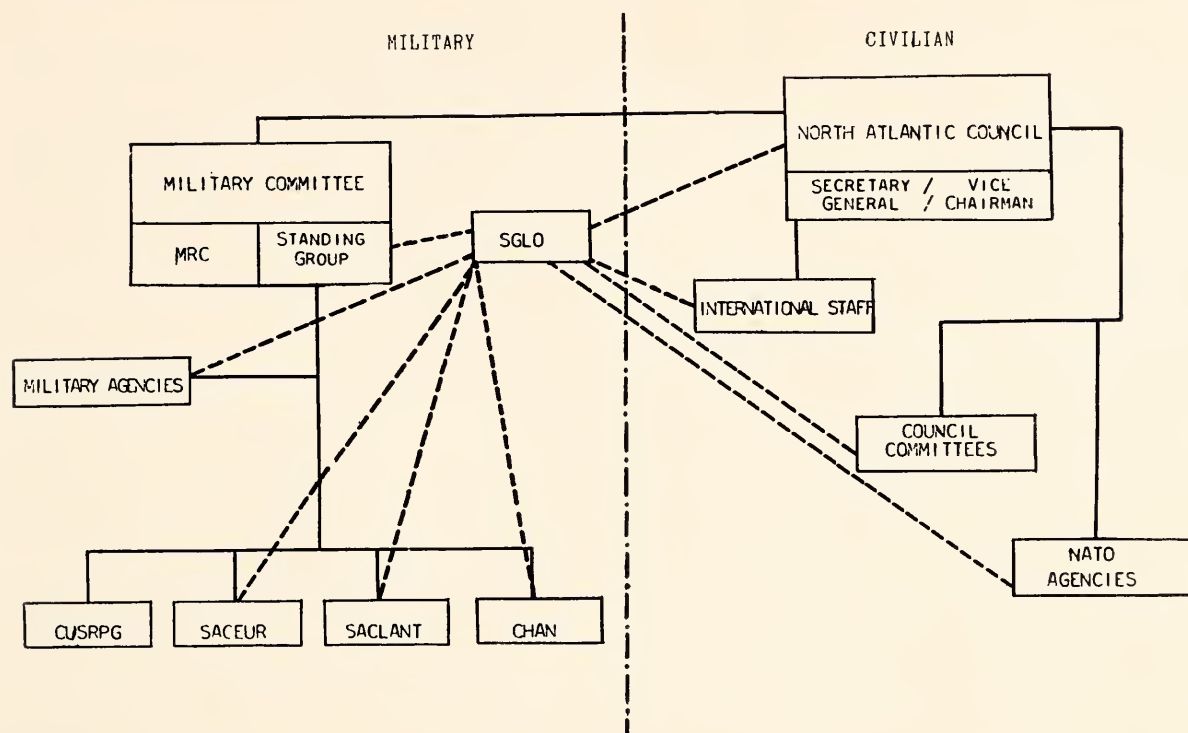 MILITARY
CIVILIAN
NORTH ATLANTIC COUNCIL
SECRETARY / VICE
GENERAL / CHAIRMAN
MILITARY COMMITTEE
MRC
STANDING
GROUP
SGLO
INTERNATIONAL STAFF
MILITARY AGENCIES
COUNCIL
COMMITTEES
NATO
AGENCIES
CUSRPG
SACEUR
SACLANT
CHAN